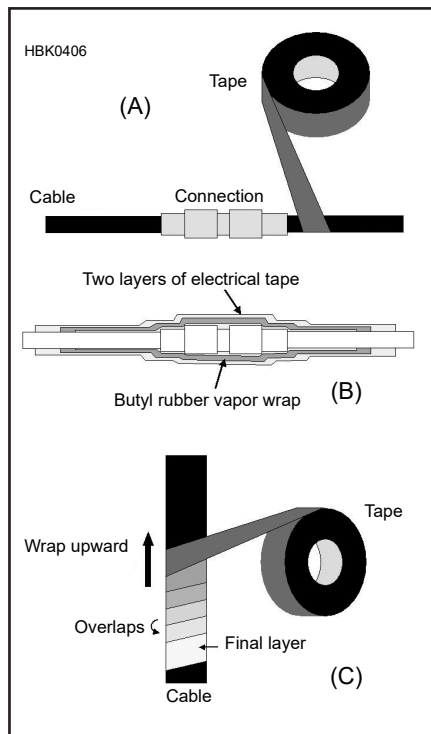 HBK0406
Tape
(A)
Cable
Connection
Two layers of electrical tape
Butyl rubber vapor wrap
(B)
Tape
Wrap upward
Overlaps
Final layer
Cable
(C)